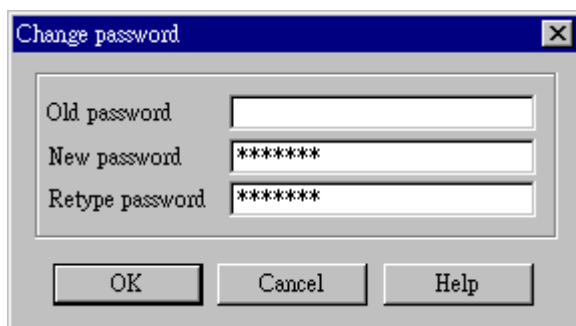 Change password
Old password
New password *******
Retype password *******
OK Cancel Help